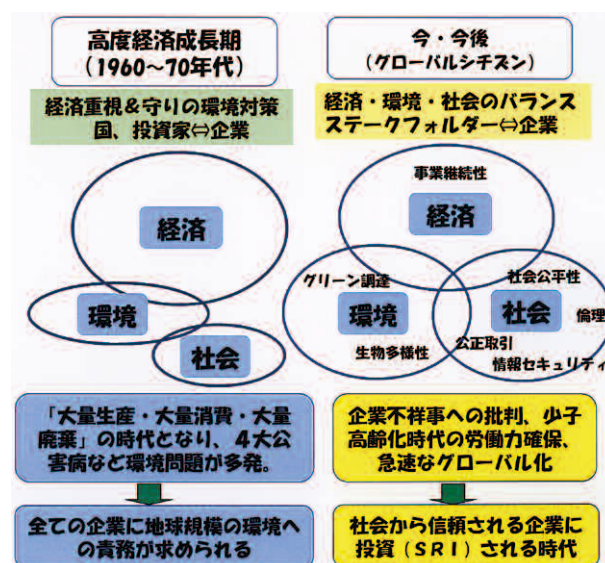 高度経済成長期
（1960～70年代）
経済重視＆守りの環境対策
国、投資家⇔企業
経済
環境
社会
「大量生産・大量消費・大量
廃棄」の時代となり、４大公
害病など環境問題が多発。
全ての企業に地球規模の環境へ
の責務が求められる
今・今後
（グローバルシチズン）
経済・環境・社会のバランス
ステークフォルダー⇔企業
事業継続性
経済
グリーン調達
社会公平性
環境
社会
倫理
生物多様性
公正取引
情報セキュリティ
企業不祥事への批判、少子
高齢化時代の労働力確保、
急速なグローバル化
社会から信頼される企業に
投資（ＳＲＩ）される時代